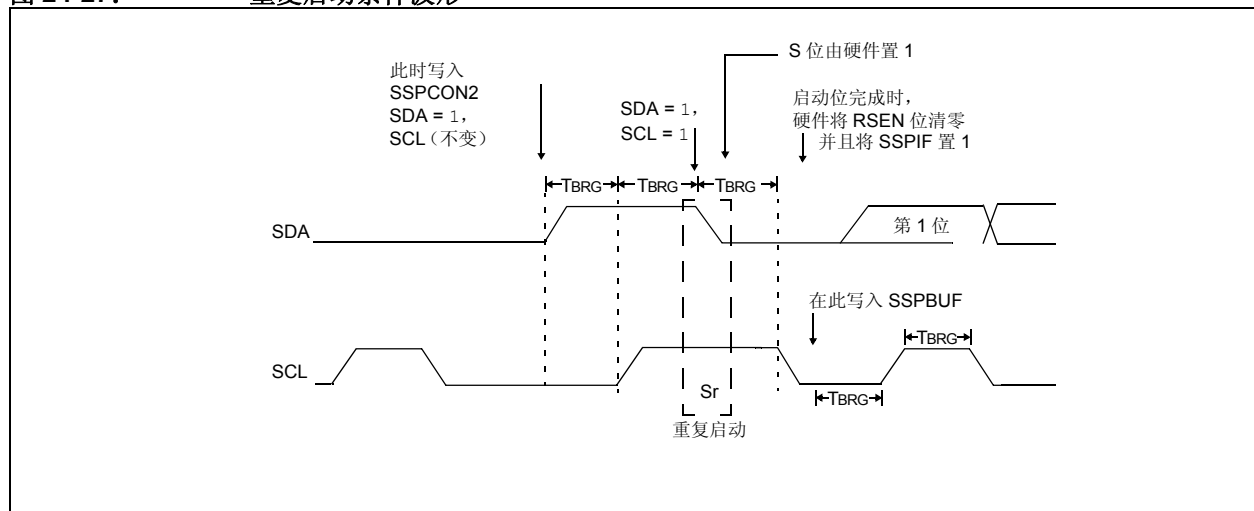 此时写入
SSPCON2
SDA = 1，
SCL（不变）
SDA = 1，
SCL = 1
S 位由硬件置 1
启动位完成时，
硬件将 RSEN 位清零
并且将 SSPIF 置 1
TBRG
TBRG
TBRG
SDA
第 1 位
在此写入 SSPBUF
TBRG
SCL
Sr
TBRG
重复启动